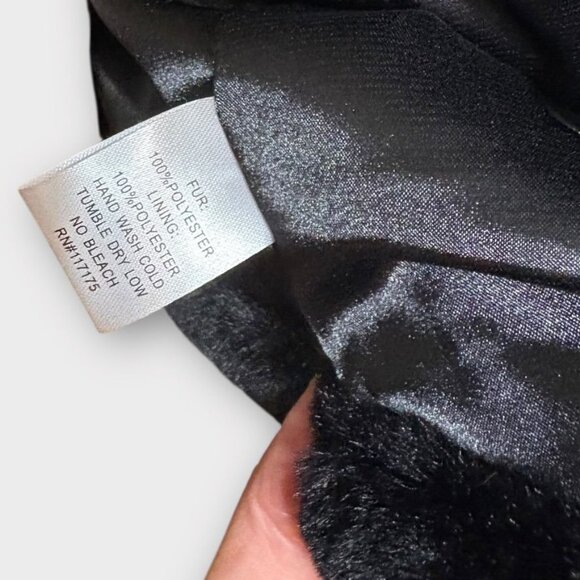 FUR:
100%POLYESTER
LINING:
100%POLYESTER
HAND WASH COLD
TUMBLE DRY LOW
NO BLEACH
RN#117175